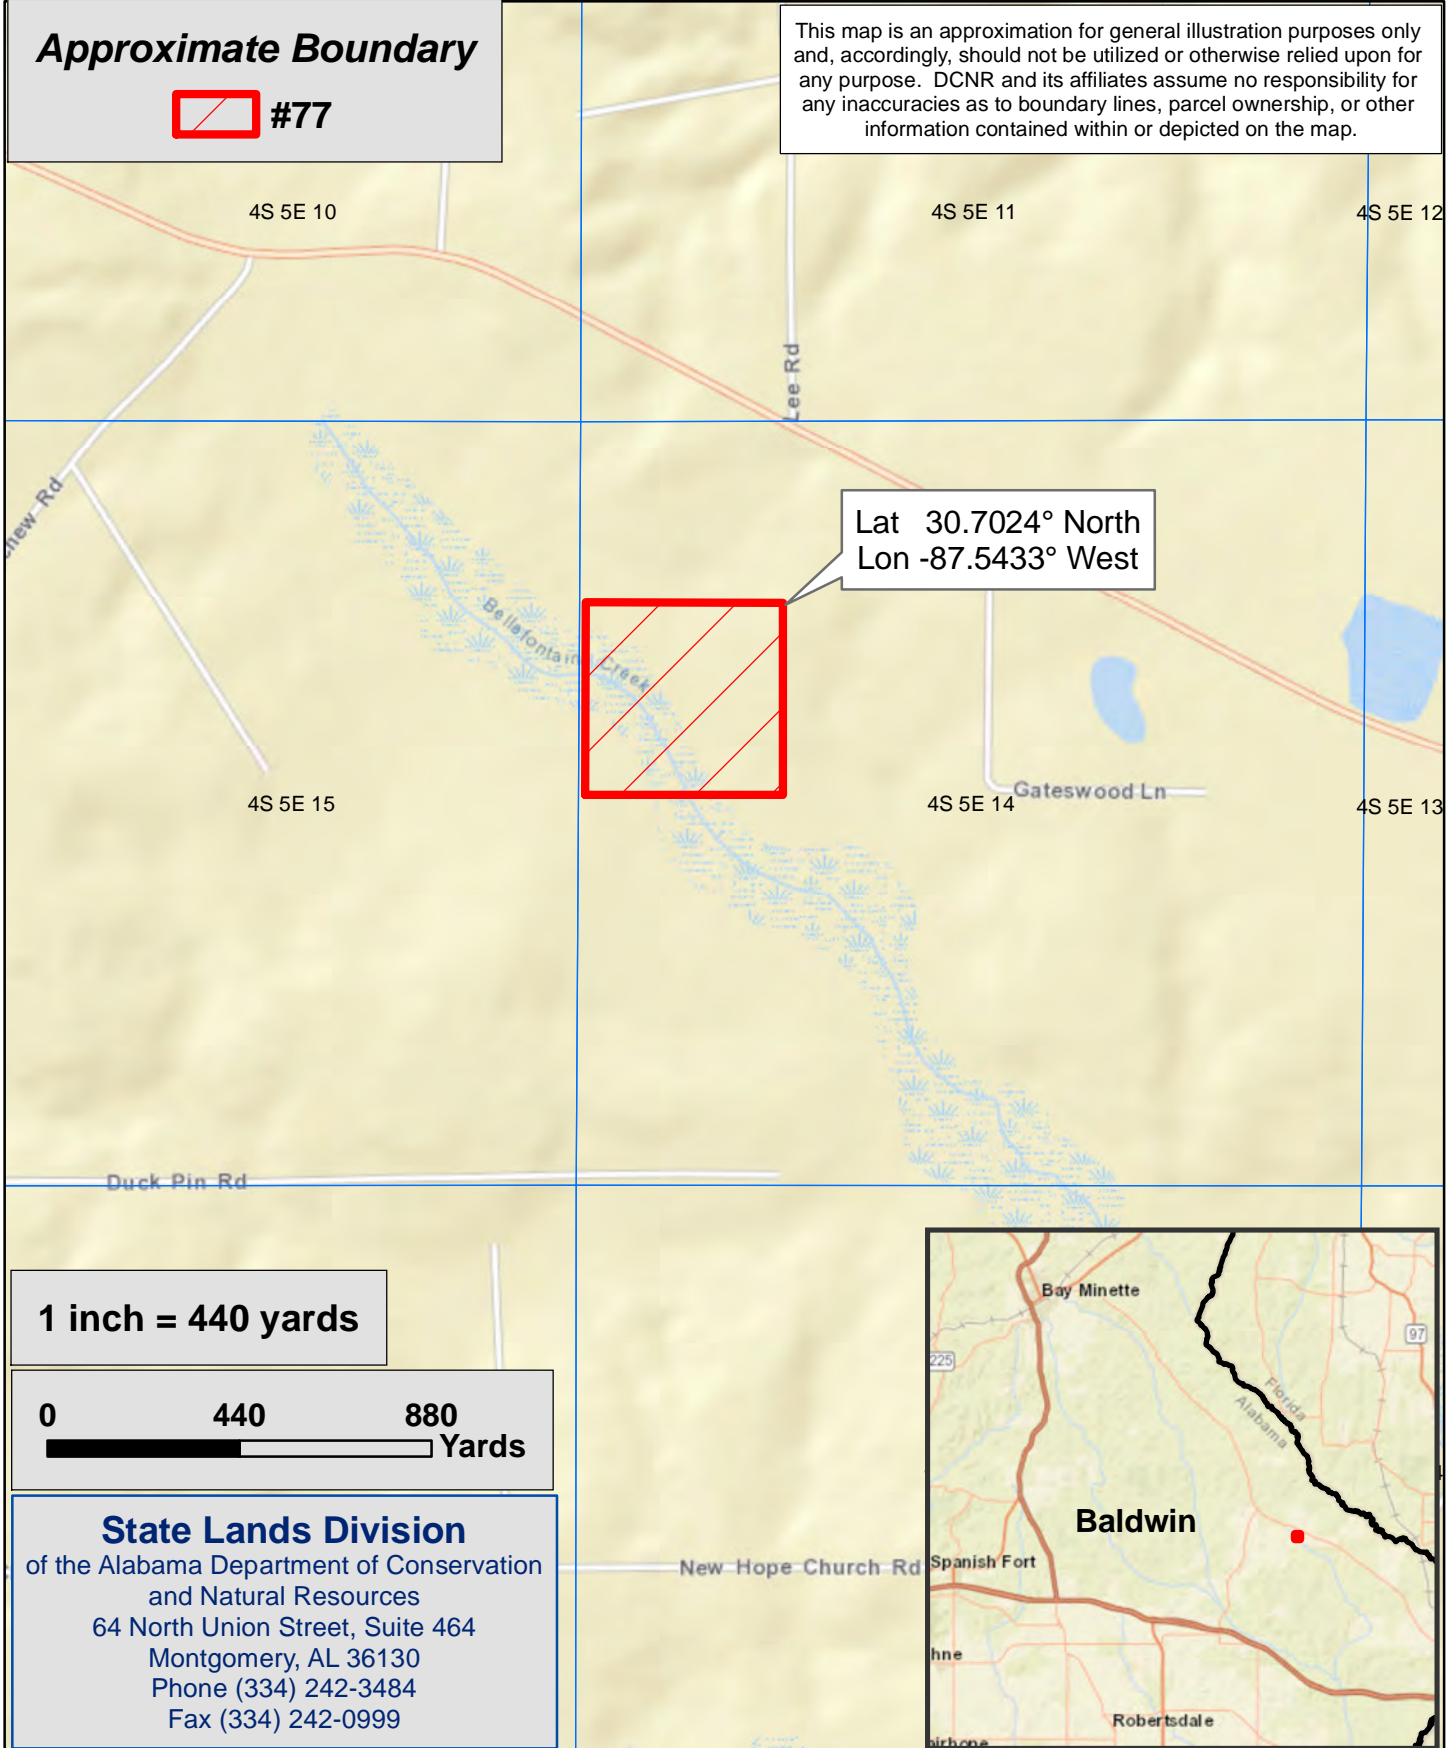 Approximate Boundary
#77
This map is an approximation for general illustration purposes only
and, accordingly, should not be utilized or otherwise relied upon for
any purpose. DCNR and its affiliates assume no responsibility for
any inaccuracies as to boundary lines, parcel ownership, or other
information contained within or depicted on the map.
4S 5E 10
4S 5E 11
4S 5E 12
Lee Rd
hew Rd
Lat 30.7024° North
Lon -87.5433° West
Bellefontaine Creek
4S 5E 15
4S 5E 14
Gateswood Ln
4S 5E 13
Duck Pin Rd
1 inch = 440 yards
0 440 880
Yards
State Lands Division
of the Alabama Department of Conservation
and Natural Resources
64 North Union Street, Suite 464
Montgomery, AL 36130
Phone (334) 242-3484
Fax (334) 242-0999
New Hope Church Rd
Bay Minette
97
225
Florida
Alabama
Baldwin
Spanish Fort
hne
Robertsdale